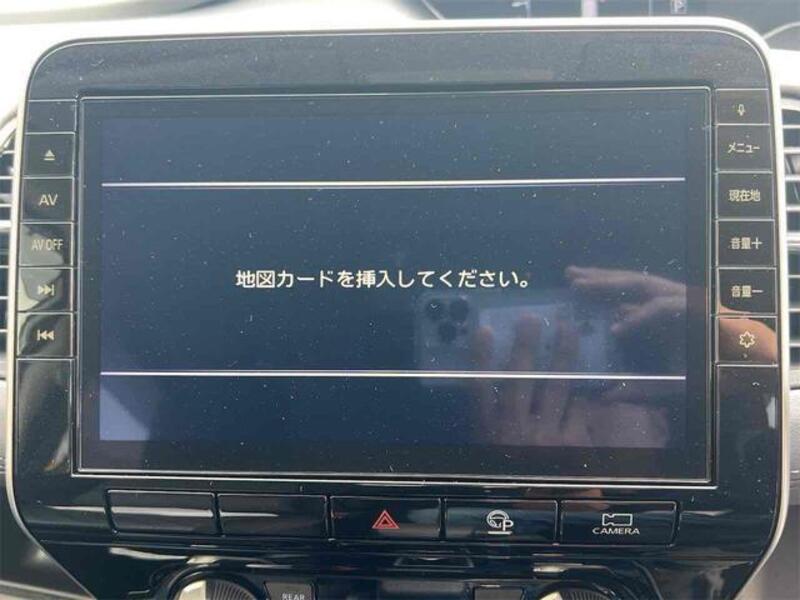 メニュー
AV
現在地
AV OFF
音量＋
地図カードを挿入してください。
音量－
P
CAMERA
REAR